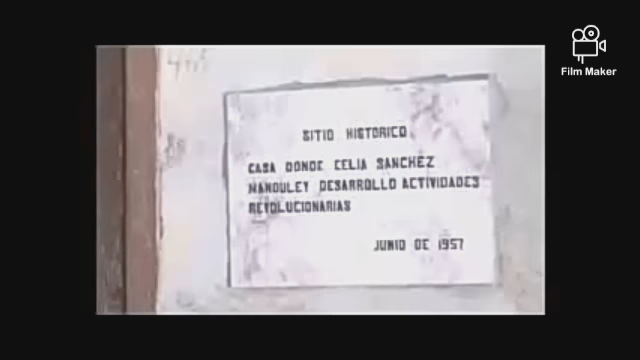 Film Maker
SITIO HISTORICO
CASA DONDE CELIA SANCHEZ
MANDULEY DESARROLLO ACTIVIDADES
REVOLUCIONARIAS
JUNIO DE 1957